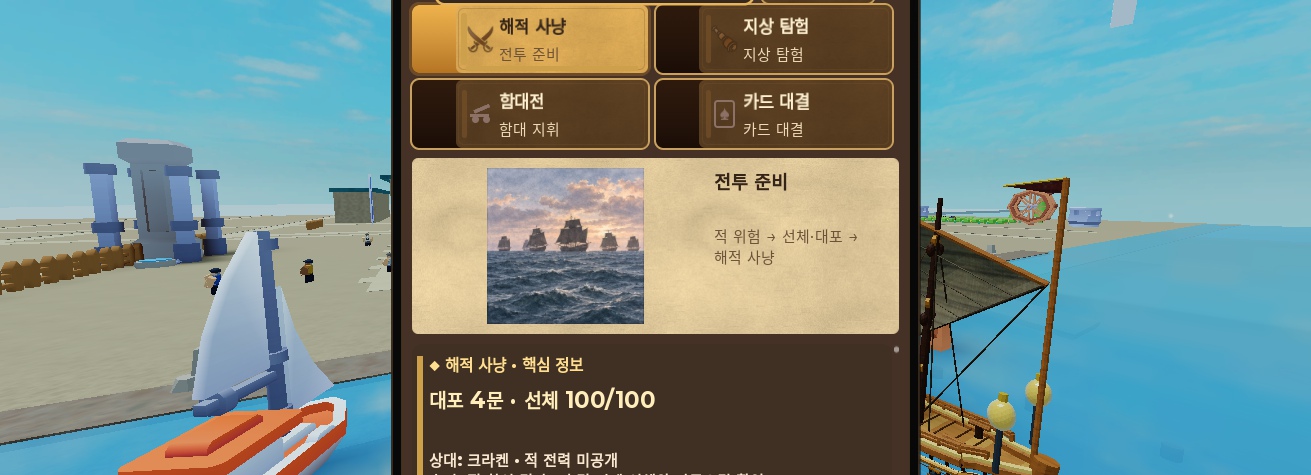 해적 사냥
전투 준비
지상 탐험
지상 탐험
함대전
함대 지휘
카드 대결
카드 대결
전투 준비
적 위험 → 선체·대포 →
해적 사냥
◆ 해적 사냥 • 핵심 정보
대포 4문 • 선체 100/100
상대: 크라켄 • 적 전력 미공개